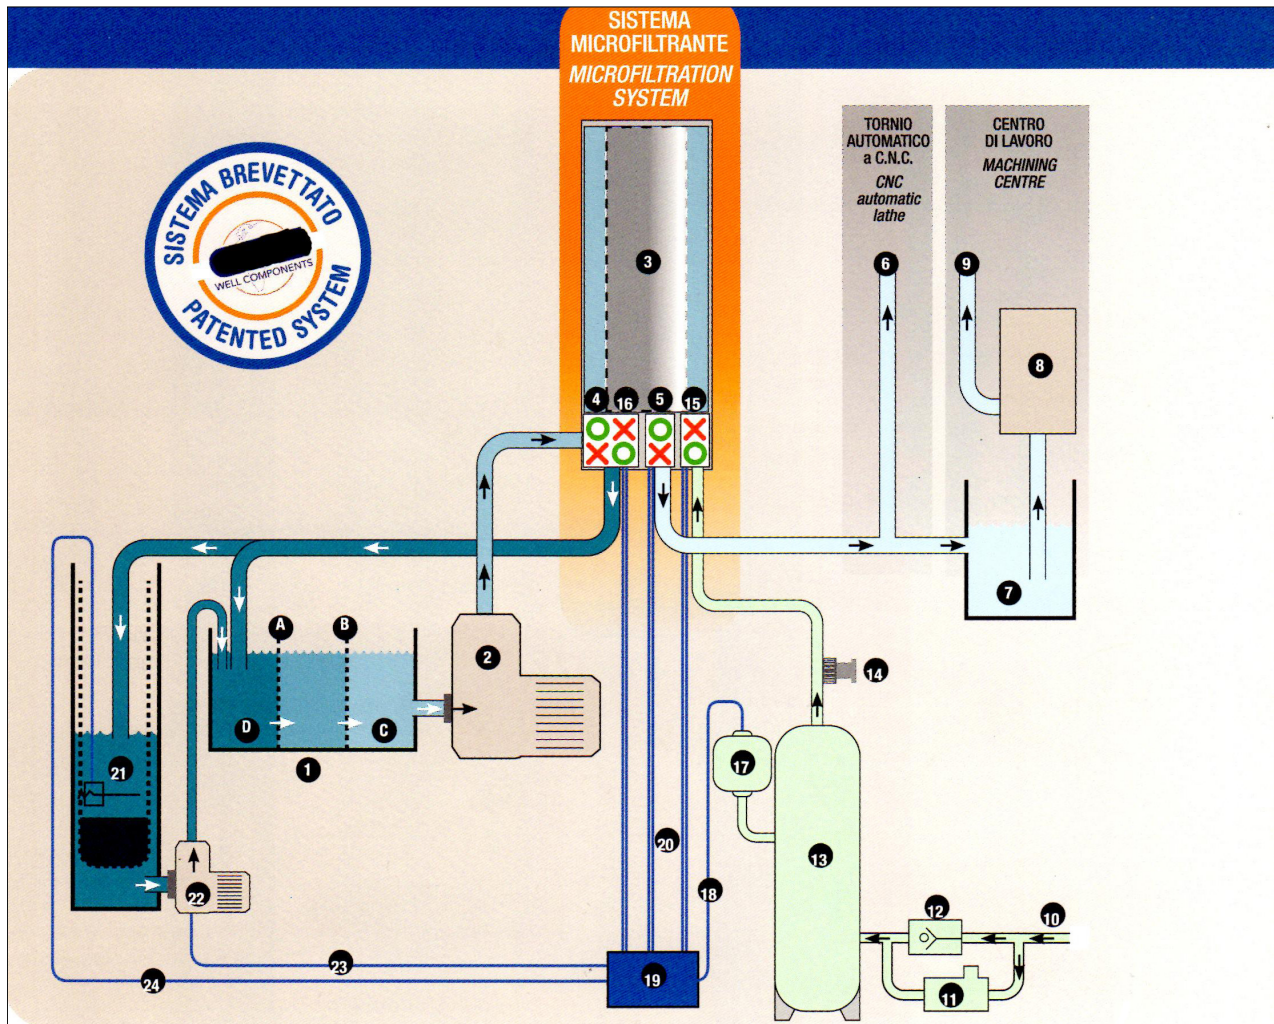 SISTEMA
MICROFILTRANTE
MICROFILTRATION
SYSTEM
TORNIO
AUTOMATICO
a C.N.C.
CNC
automatic
lathe
CENTRO
DI LAVORO
MACHINING
CENTRE
SISTEMA BREVETTATO
WELL COMPONENTS
PATENTED SYSTEM
3
6
9
8
4
16
5
15
7
A
B
2
14
D
C
1
21
17
20
13
22
18
12
10
11
23
19
24